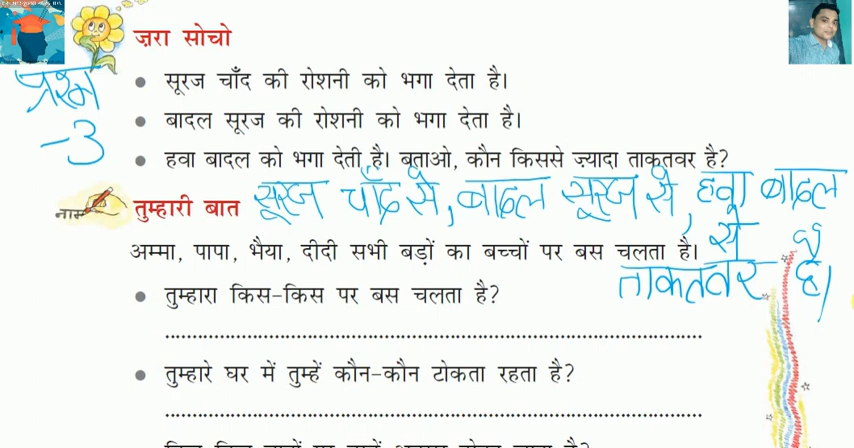 ज़रा सोचो
प्रश्न
-3
• सूरज चाँद की रोशनी को भगा देता है।
• बादल सूरज की रोशनी को भगा देता है।
• हवा बादल को भगा देती है। बताओ, कौन किससे ज़्यादा ताकतवर है?
सूरज चाँद से, बादल सूरज से, हवा बादल
से
ताकतवर है।
तुम्हारी बात
अम्मा, पापा, भैया, दीदी सभी बड़ों का बच्चों पर बस चलता है।
• तुम्हारा किस-किस पर बस चलता है?
• तुम्हारे घर में तुम्हें कौन-कौन टोकता रहता है?